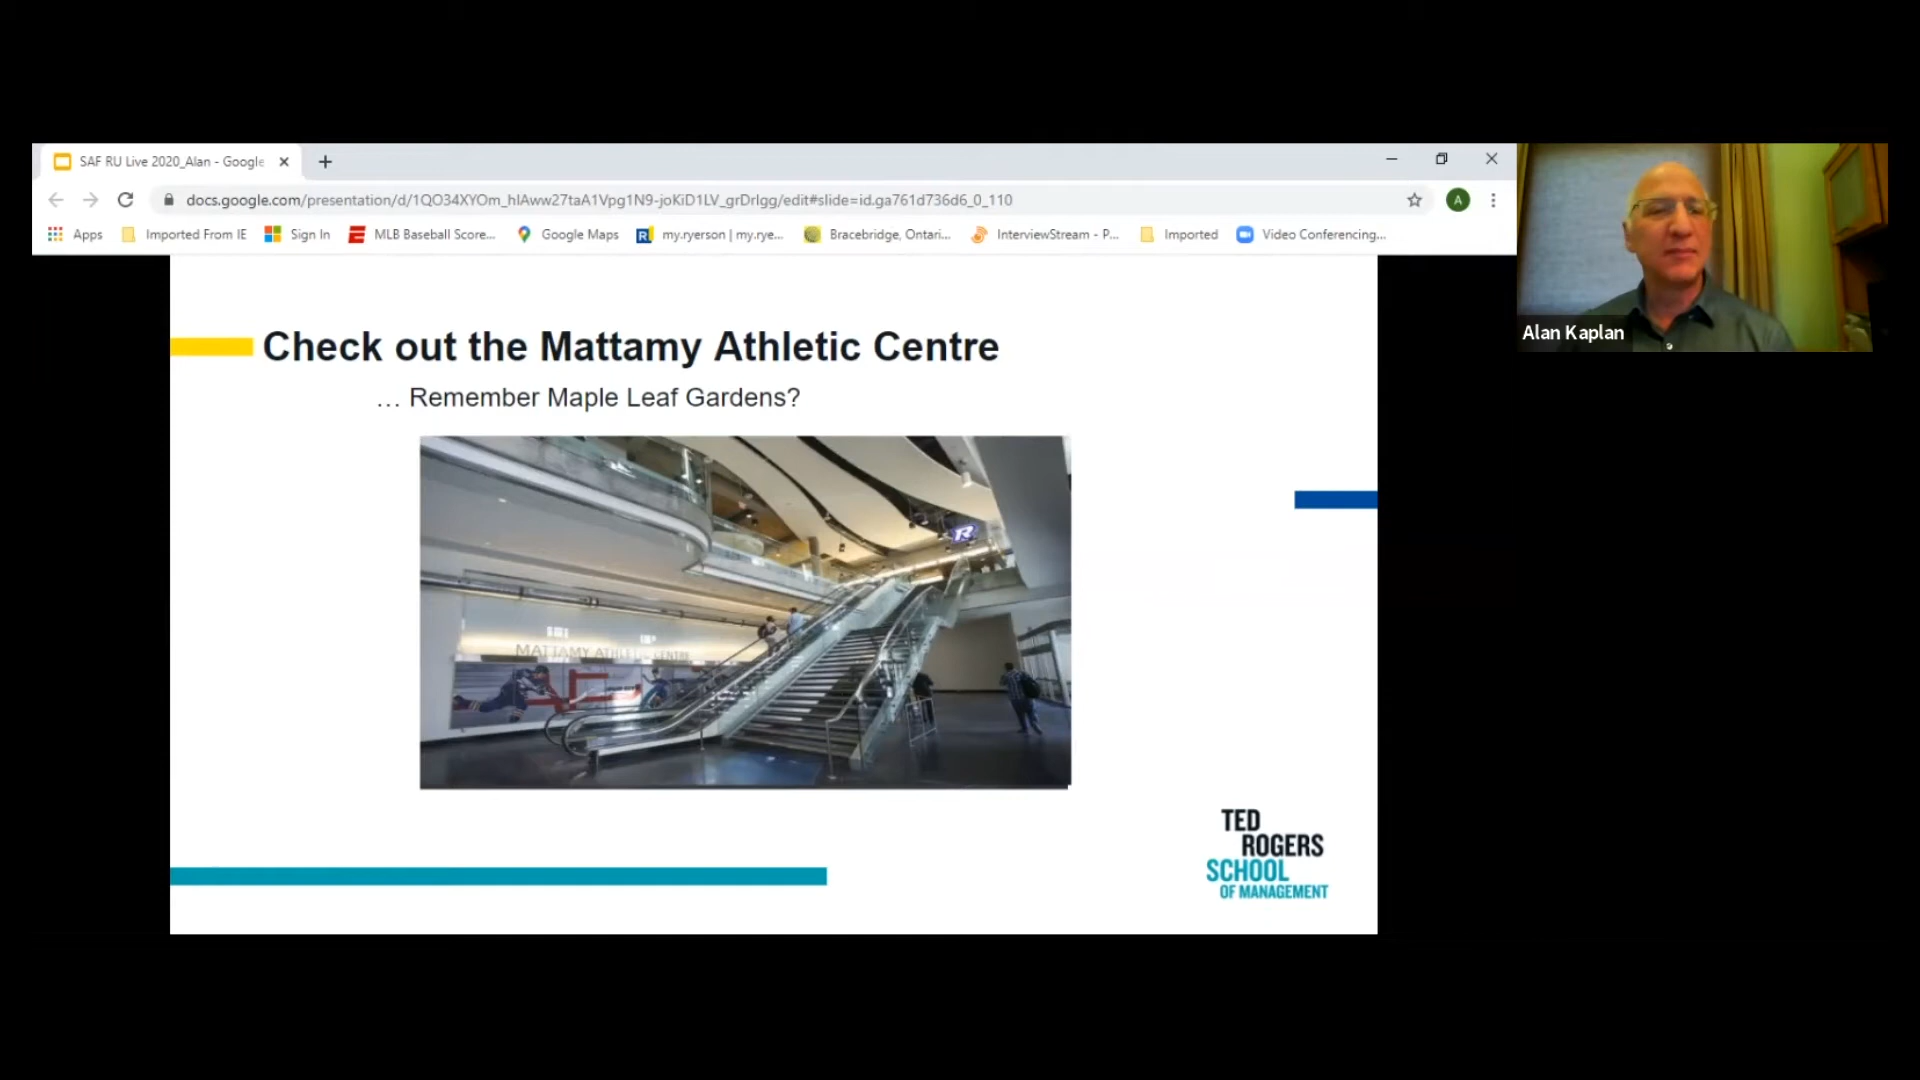 SAF RU Live 2020_Alan - Google
docs.google.com/presentation/d/1QO34XYOm_hIAww27taA1Vpg1N9-joKiD1LV_grDrIgg/edit#slide=id.ga761d736d6_0_110
A
Apps
Imported From IE
Sign In
MLB Baseball Score...
Google Maps
my.ryerson | my.rye...
Bracebridge, Ontari...
InterviewStream - P...
Imported
Video Conferencing...
Alan Kaplan
Check out the Mattamy Athletic Centre
... Remember Maple Leaf Gardens?
R
MATTAMY ATHLETIC CENTRE
TED
ROGERS
SCHOOL
OF MANAGEMENT